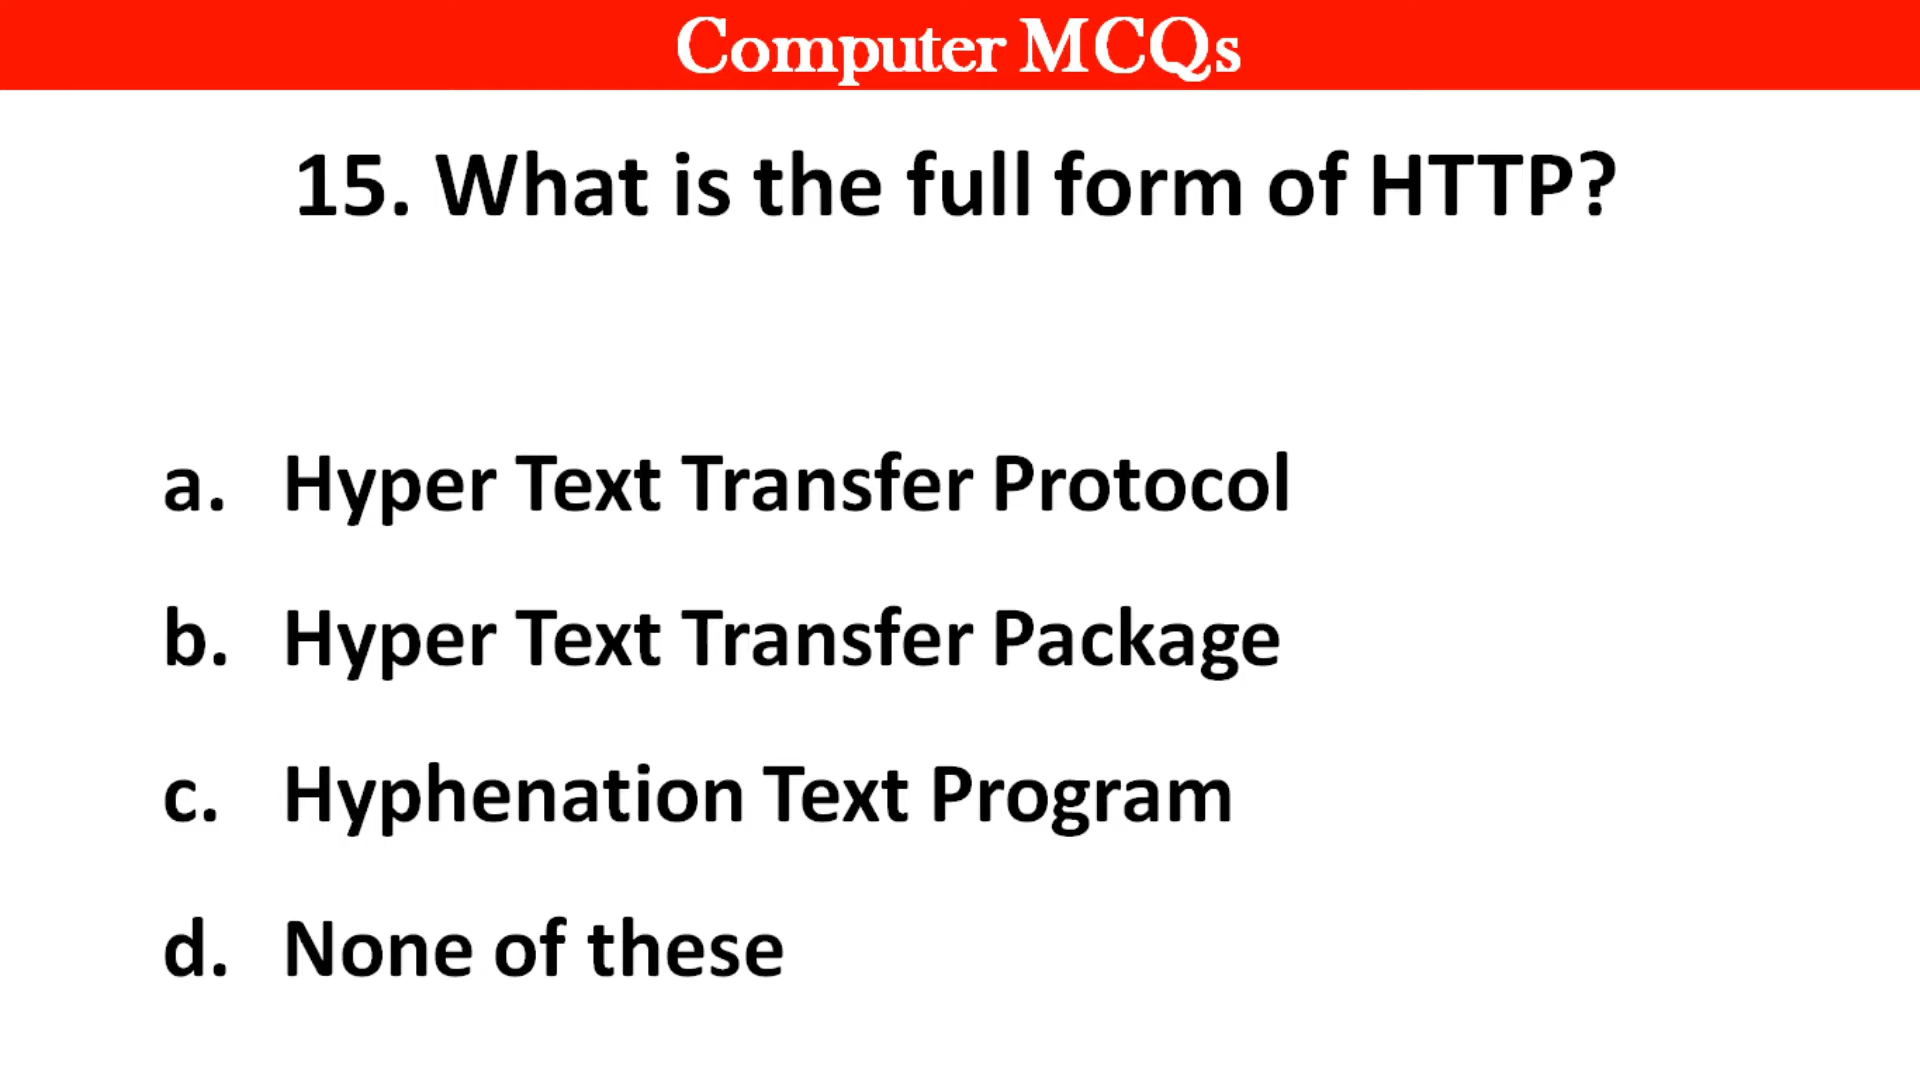 Computer MCQs
15. What is the full form of HTTP?
a. Hyper Text Transfer Protocol
b. Hyper Text Transfer Package
c. Hyphenation Text Program
d. None of these